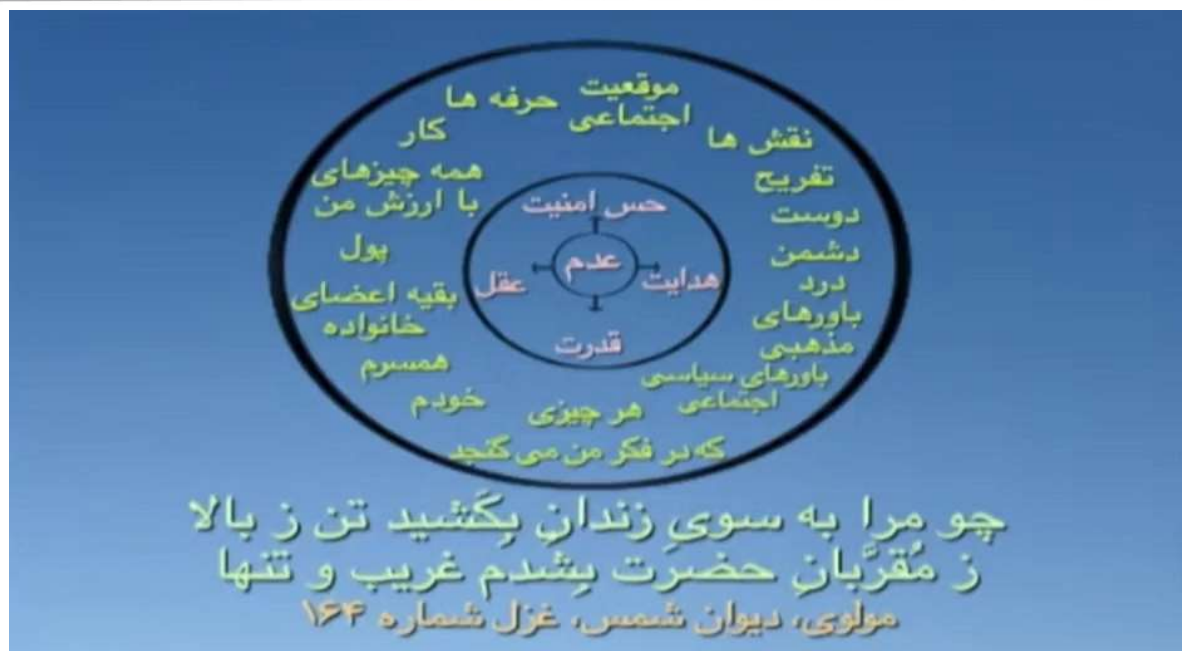 موقعیت
اجتماعی
حرفه ها
کار
همه چیزهای
با ارزش من
پول
بقیه اعضای
خانواده
همسرم
خودم
هر چیزی
که در فکر من می گنجد
نقش ها
تفریح
دوست
دشمن
درد
باورهای
مذهبی
باورهای سیاسی
اجتماعی
حس امنیت
عقل
عدم
هدایت
قدرت
چو مرا به سویِ زندانِ بِکَشید تن ز بالا
ز مُقرَّبانِ حضرت بِشُدم غریب و تنها
مولوی، دیوان شمس، غزل شماره ۱۶۴